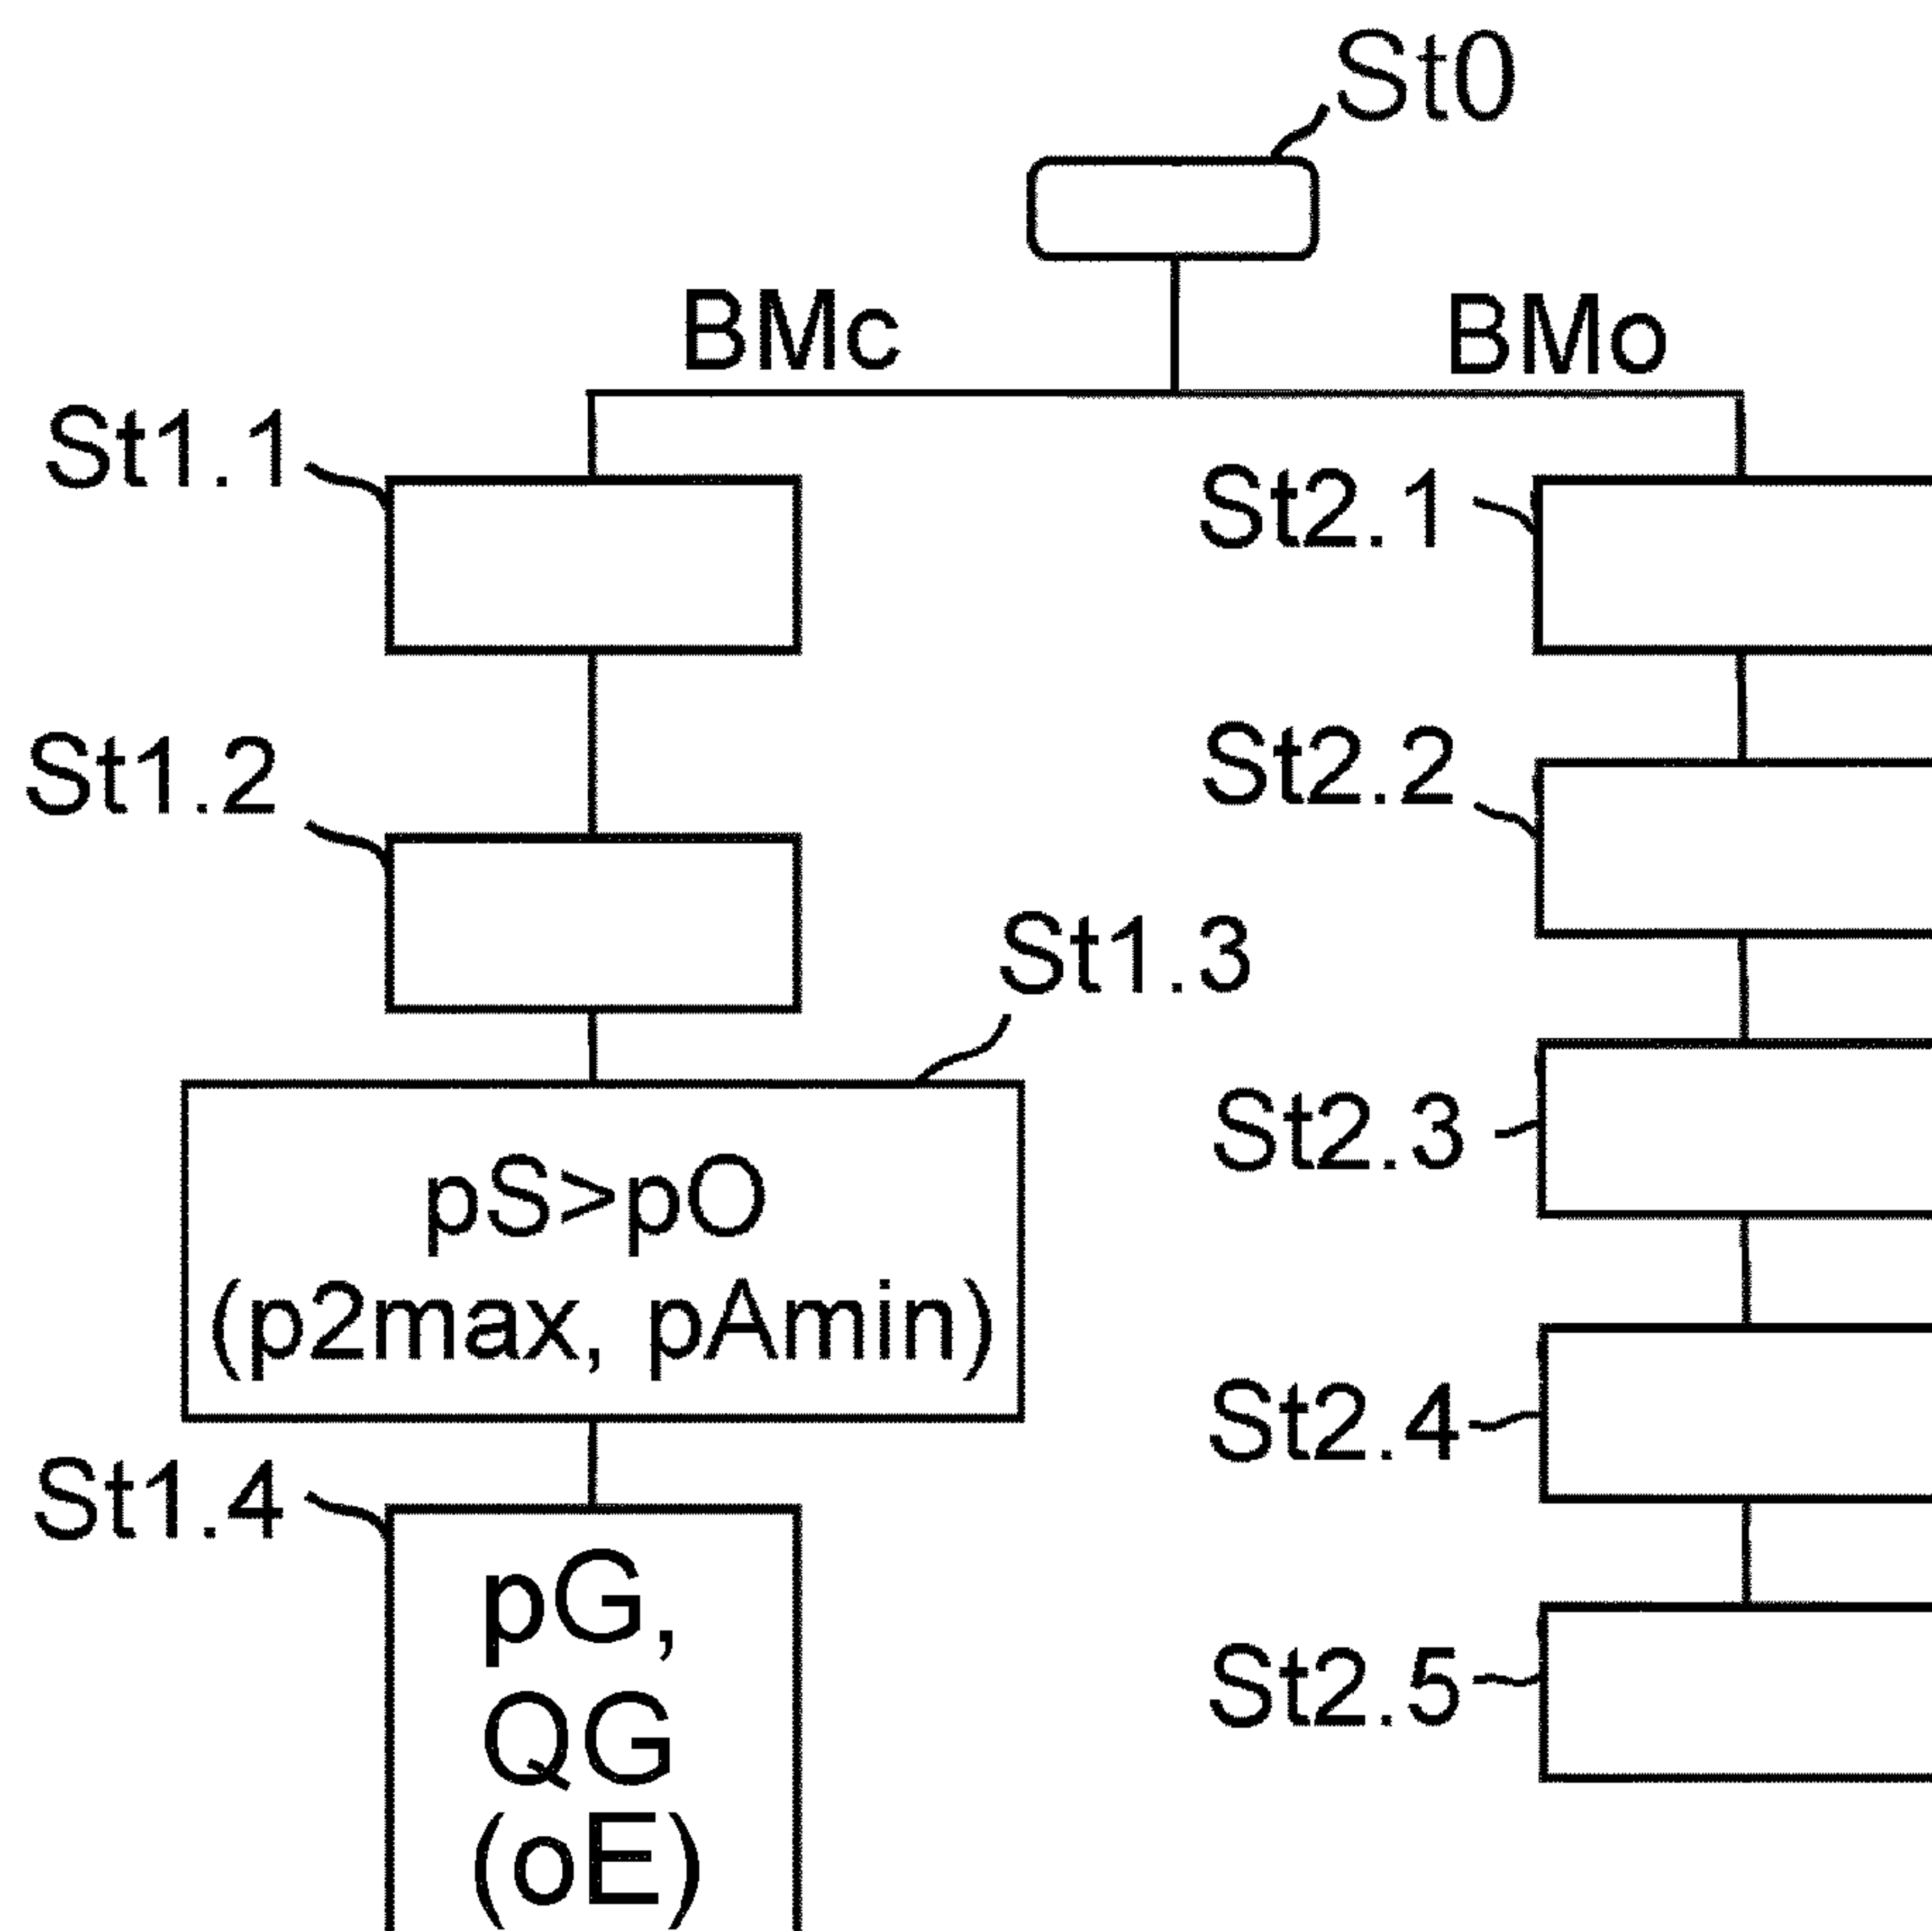 St0
BMc
BMo
St1.1
St2.1
St1.2
St2.2
St1.3
pS>pO
(p2max, pAmin)
St2.3
St1.4
pG,
QG
(oE)
St2.4
St2.5